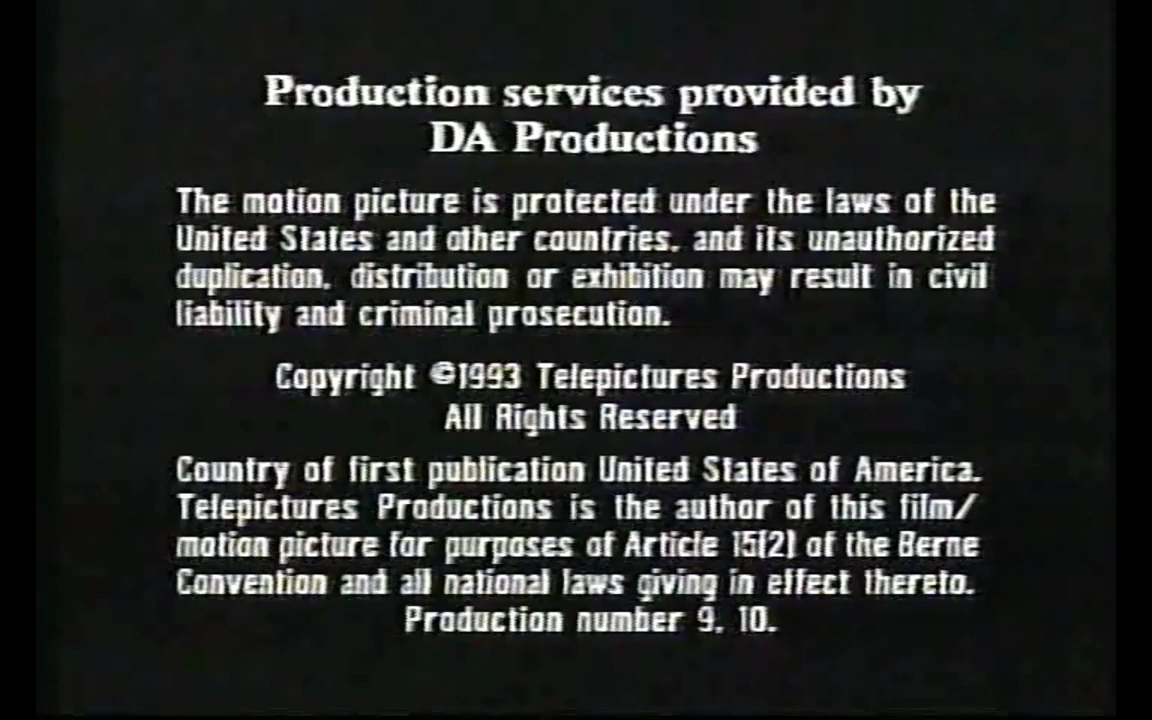 Production services provided by
DA Productions
The motion picture is protected under the laws of the
United States and other countries, and its unauthorized
duplication, distribution or exhibition may result in civil
liability and criminal prosecution.
Copyright ©1993 Telepictures Productions
All Rights Reserved
Country of first publication United States of America.
Telepictures Productions is the author of this film/
motion picture for purposes of Article 15(2) of the Berne
Convention and all national laws giving in effect thereto.
Production number 9, 10.